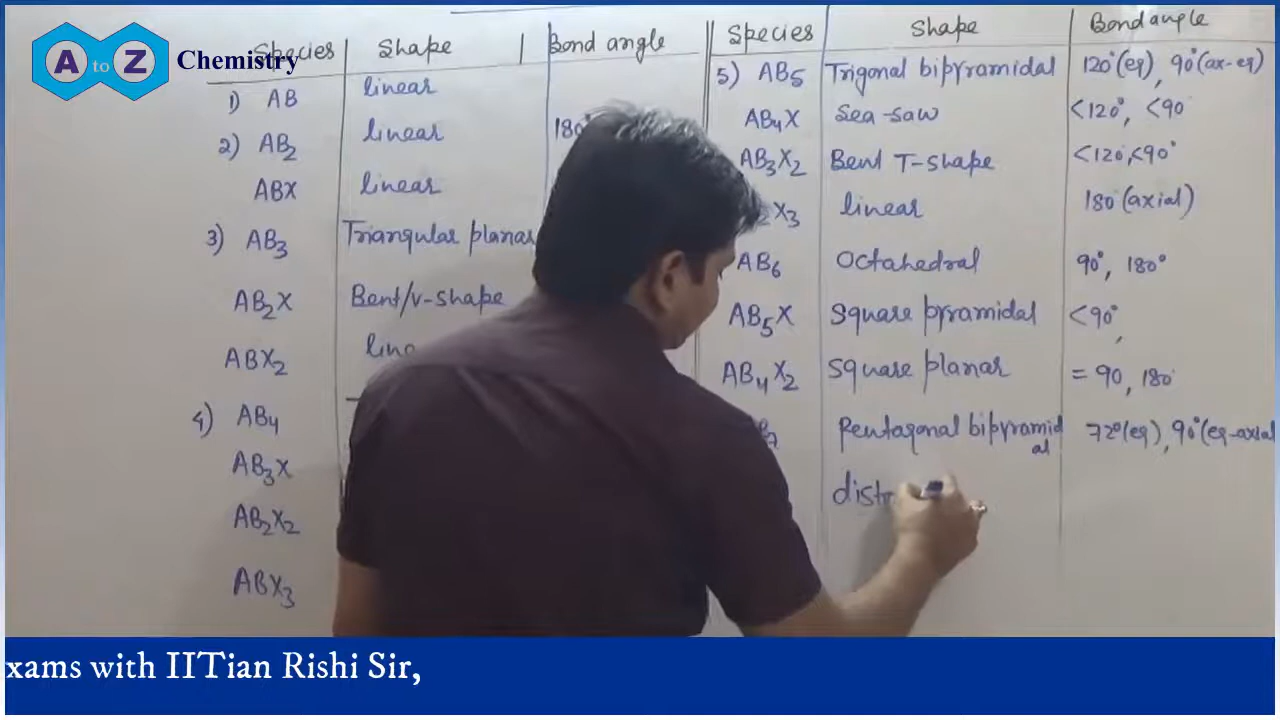 A to Z Chemistry
Species Shape Bond angle
1) AB linear
2) AB₂ linear 180°
ABX linear
3) AB₃ Triangular planar
AB₂X Bent/v-shape
ABX₂
4) AB₄
AB₃X
AB₂X₂
ABX₃
Species Shape Bond angle
5) AB₅ Trigonal bipyramidal 120°(eq), 90°(ax-eq)
AB₄X Sea-saw <120°, <90
AB₃X₂ Bent T-shape <120,<90°
X₃ linear 180(axial)
AB₆ Octahedral 90°, 180°
AB₅X Square pyramidal <90°,
AB₄X₂ Square planar = 90, 180
Pentagonal bipyramid 72°(eq), 90°(eq-axial
al
xams with IITian Rishi Sir,